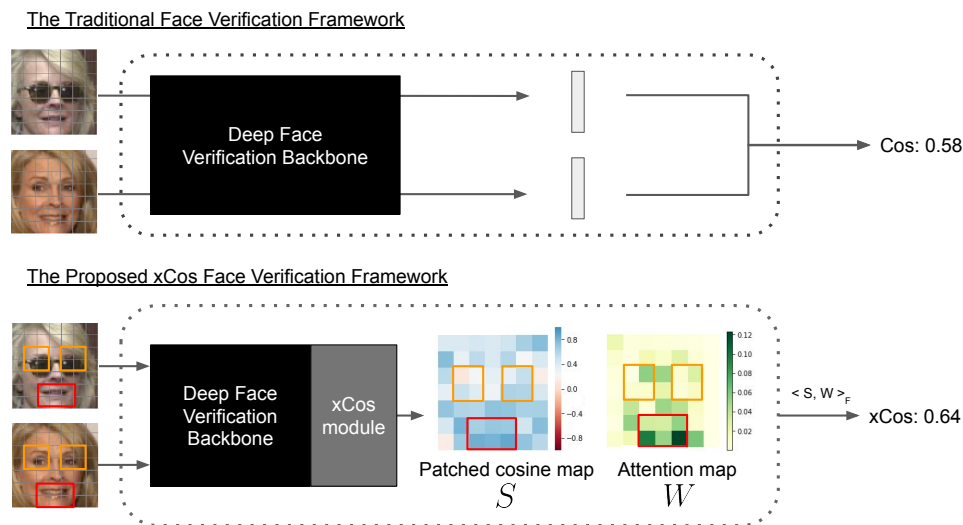 The Traditional Face Verification Framework
Deep Face
Verification Backbone
Cos: 0.58
The Proposed xCos Face Verification Framework
Deep Face
Verification
Backbone
xCos
module
0.8
0.4
0.0
-0.4
-0.8
0.12
0.10
0.08
0.06
0.04
0.02
< S, W >F
xCos: 0.64
Patched cosine map
Attention map
S
W